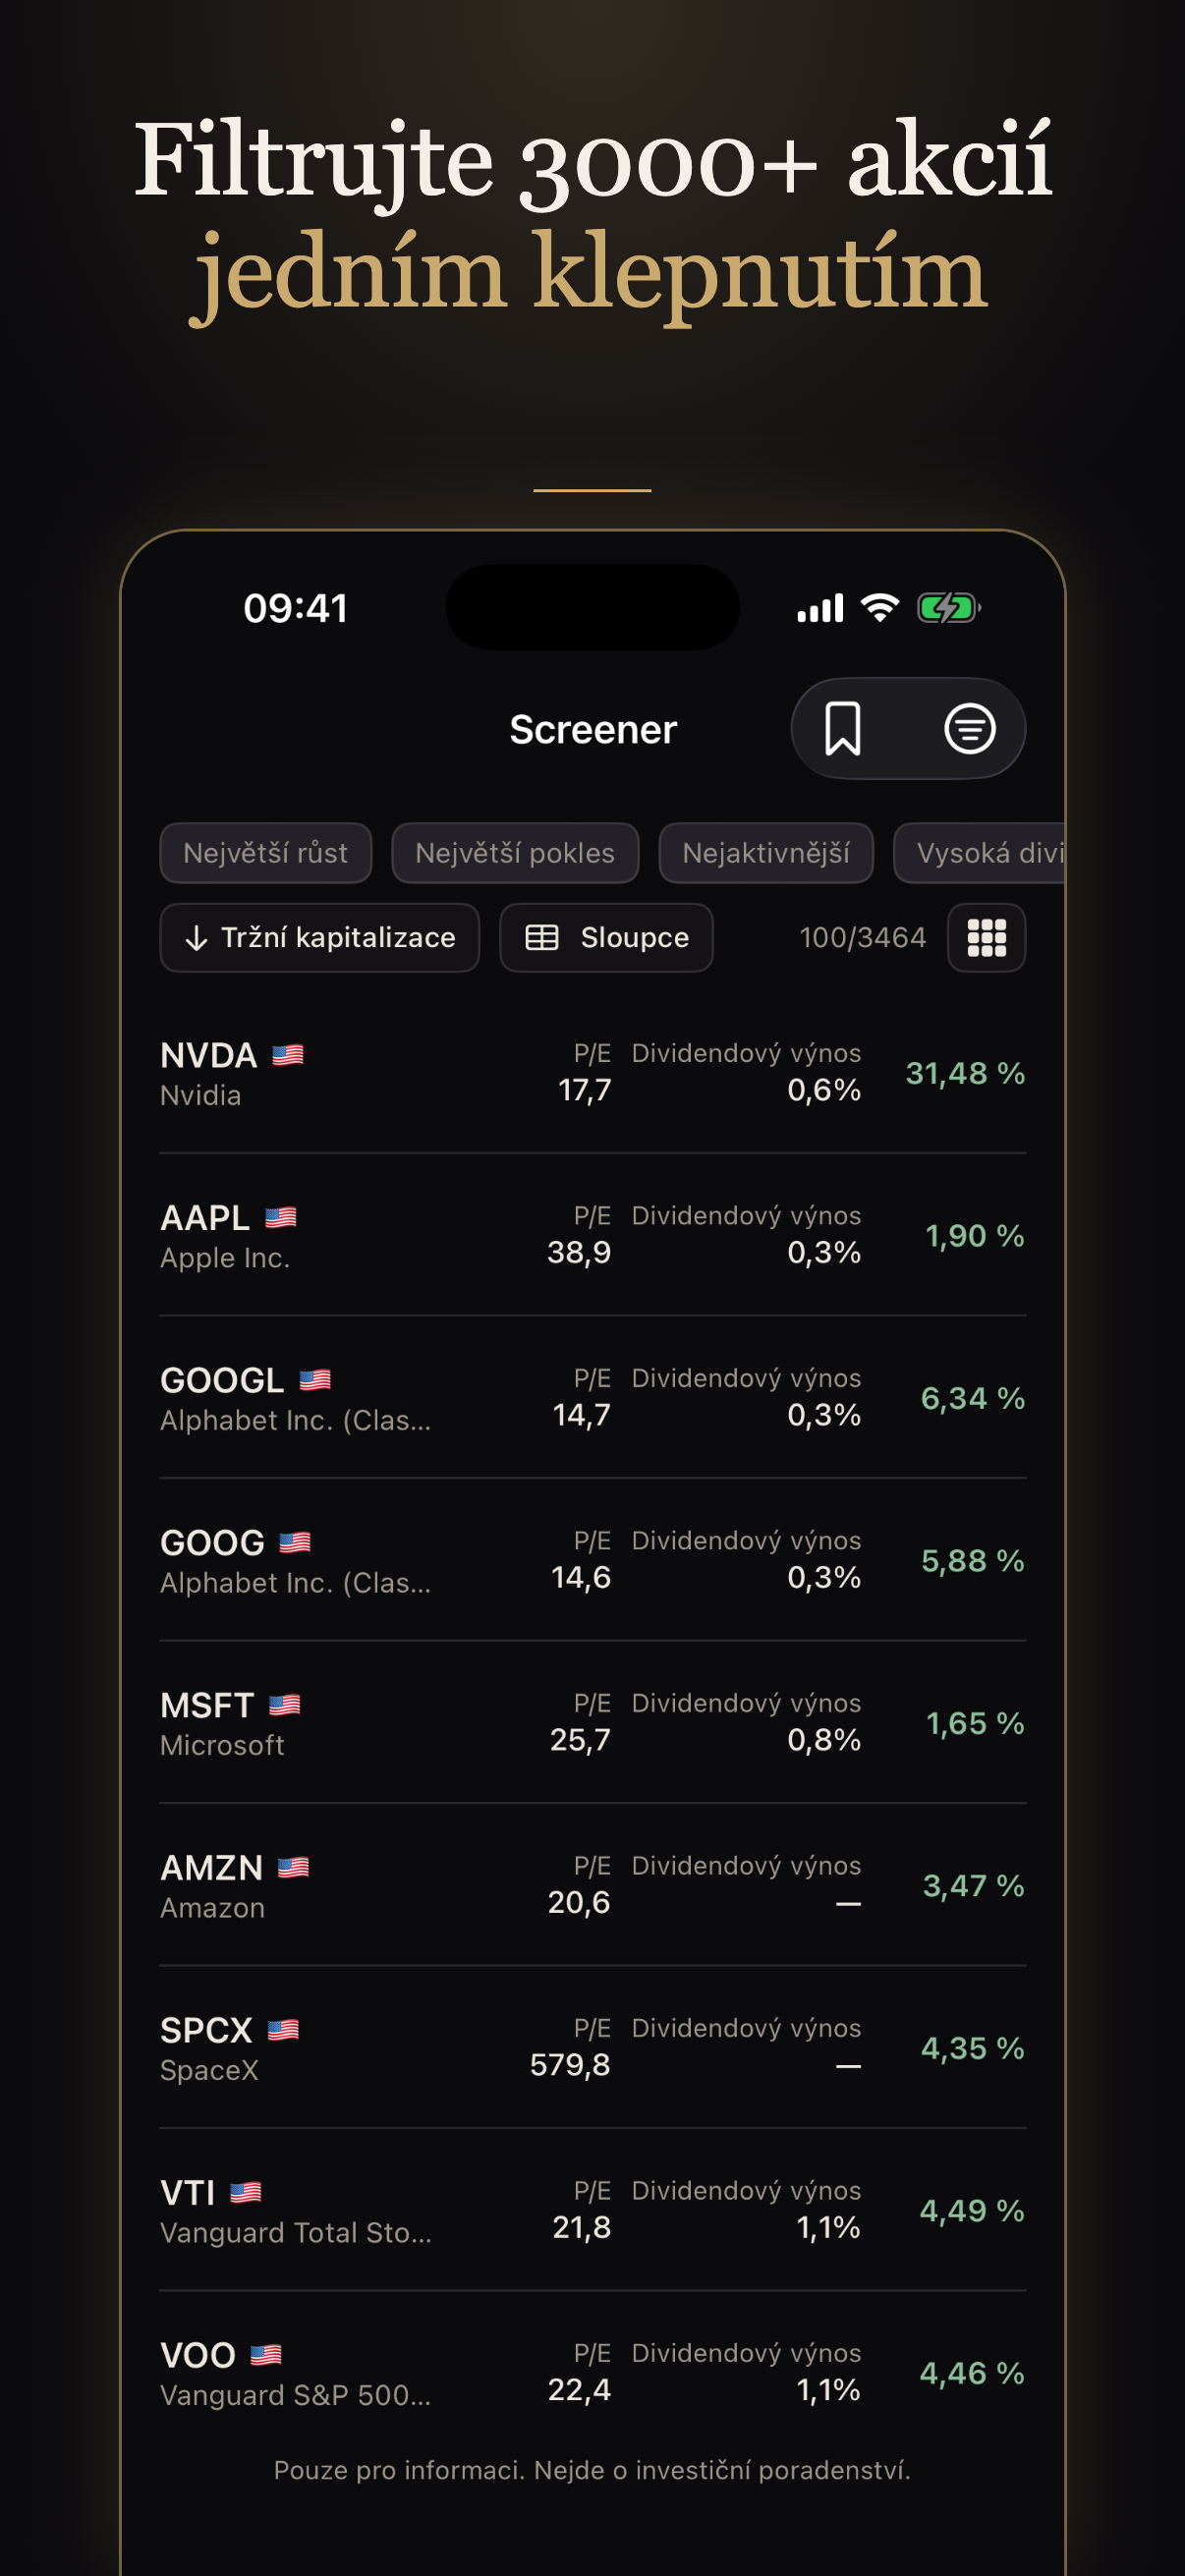 Filtrujte 3000+ akcií
jedním klepnutím
09:41
Screener
Největší růst Největší pokles Nejaktivnější Vysoká divi
↓ Tržní kapitalizace Sloupce 100/3464
NVDA 🇺🇸 P/E Dividendový výnos
Nvidia 17,7 0,6% 31,48 %
AAPL 🇺🇸 P/E Dividendový výnos
Apple Inc. 38,9 0,3% 1,90 %
GOOGL 🇺🇸 P/E Dividendový výnos
Alphabet Inc. (Clas... 14,7 0,3% 6,34 %
GOOG 🇺🇸 P/E Dividendový výnos
Alphabet Inc. (Clas... 14,6 0,3% 5,88 %
MSFT 🇺🇸 P/E Dividendový výnos
Microsoft 25,7 0,8% 1,65 %
AMZN 🇺🇸 P/E Dividendový výnos
Amazon 20,6 — 3,47 %
SPCX 🇺🇸 P/E Dividendový výnos
SpaceX 579,8 — 4,35 %
VTI 🇺🇸 P/E Dividendový výnos
Vanguard Total Sto... 21,8 1,1% 4,49 %
VOO 🇺🇸 P/E Dividendový výnos
Vanguard S&P 500... 22,4 1,1% 4,46 %
Pouze pro informaci. Nejde o investiční poradenství.